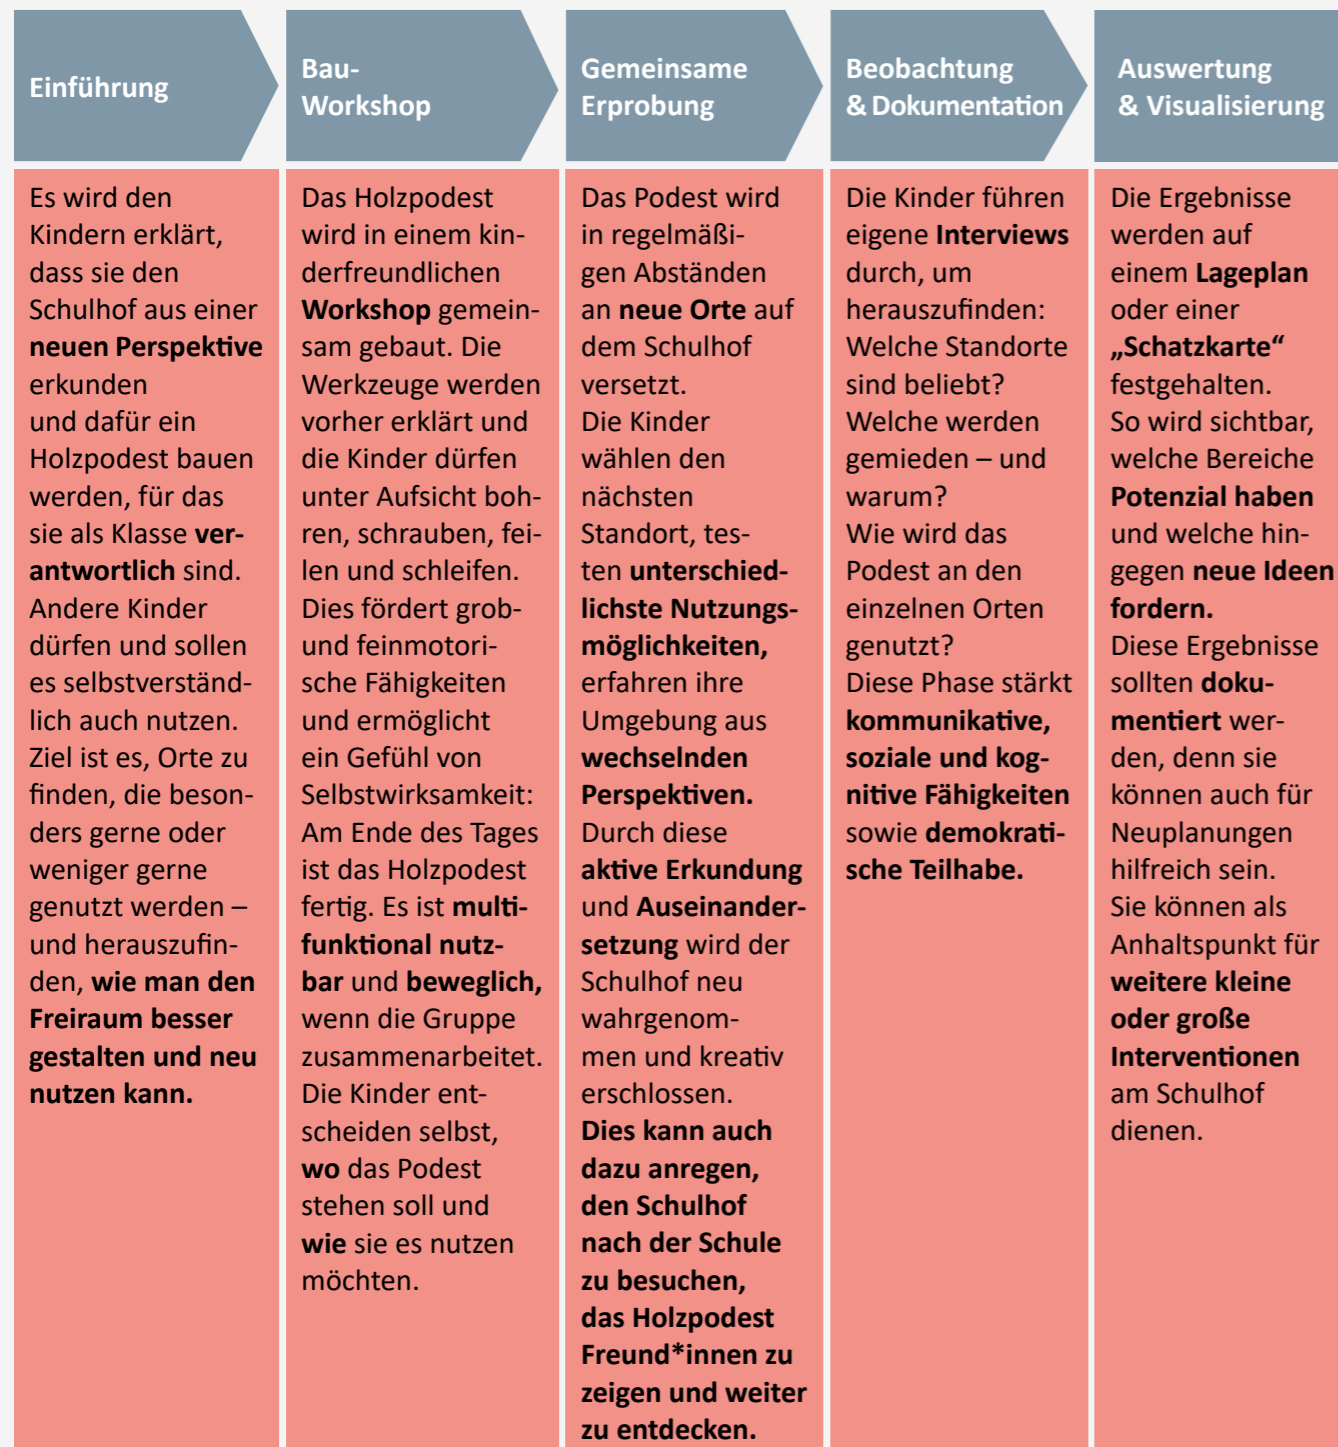 Einführung
Es wird den
Kindern erklärt,
dass sie den
Schulhof aus einer
neuen Perspektive
erkunden
und dafür ein
Holzpodest bauen
werden, für das
sie als Klasse ver-
antwortlich sind.
Andere Kinder
dürfen und sollen
es selbstverständ-
lich auch nutzen.
Ziel ist es, Orte zu
finden, die beson-
ders gerne oder
weniger gerne
genutzt werden –
und herauszufin-
den, wie man den
Freiraum besser
gestalten und neu
nutzen kann.
Bau-
Workshop
Das Holzpodest
wird in einem kin-
derfreundlichen
Workshop gemein-
sam gebaut. Die
Werkzeuge werden
vorher erklärt und
die Kinder dürfen
unter Aufsicht boh-
ren, schrauben, fei-
len und schleifen.
Dies fördert grob-
und feinmotori-
sche Fähigkeiten
und ermöglicht
ein Gefühl von
Selbstwirksamkeit:
Am Ende des Tages
ist das Holzpodest
fertig. Es ist multi-
funktional nutz-
bar und beweglich,
wenn die Gruppe
zusammenarbeitet.
Die Kinder ent-
scheiden selbst,
wo das Podest
stehen soll und
wie sie es nutzen
möchten.
Gemeinsame
Erprobung
Das Podest wird
in regelmäßi-
gen Abständen
an neue Orte auf
dem Schulhof
versetzt.
Die Kinder
wählen den
nächsten
Standort, tes-
ten unterschied-
lichste Nutzungs-
möglichkeiten,
erfahren ihre
Umgebung aus
wechselnden
Perspektiven.
Durch diese
aktive Erkundung
und Auseinander-
setzung wird der
Schulhof neu
wahrgenom-
men und kreativ
erschlossen.
Dies kann auch
dazu anregen,
den Schulhof
nach der Schule
zu besuchen,
das Holzpodest
Freund*innen zu
zeigen und weiter
zu entdecken.
Beobachtung
& Dokumentation
Die Kinder führen
eigene Interviews
durch, um
herauszufinden:
Welche Standorte
sind beliebt?
Welche werden
gemieden – und
warum?
Wie wird das
Podest an den
einzelnen Orten
genutzt?
Diese Phase stärkt
kommunikative,
soziale und kog-
nitive Fähigkeiten
sowie demokrati-
sche Teilhabe.
Auswertung
& Visualisierung
Die Ergebnisse
werden auf
einem Lageplan
oder einer
„Schatzkarte“
festgehalten.
So wird sichtbar,
welche Bereiche
Potenzial haben
und welche hin-
gegen neue Ideen
fordern.
Diese Ergebnisse
sollten doku-
mentiert wer-
den, denn sie
können auch für
Neuplanungen
hilfreich sein.
Sie können als
Anhaltspunkt für
weitere kleine
oder große
Interventionen
am Schulhof
dienen.